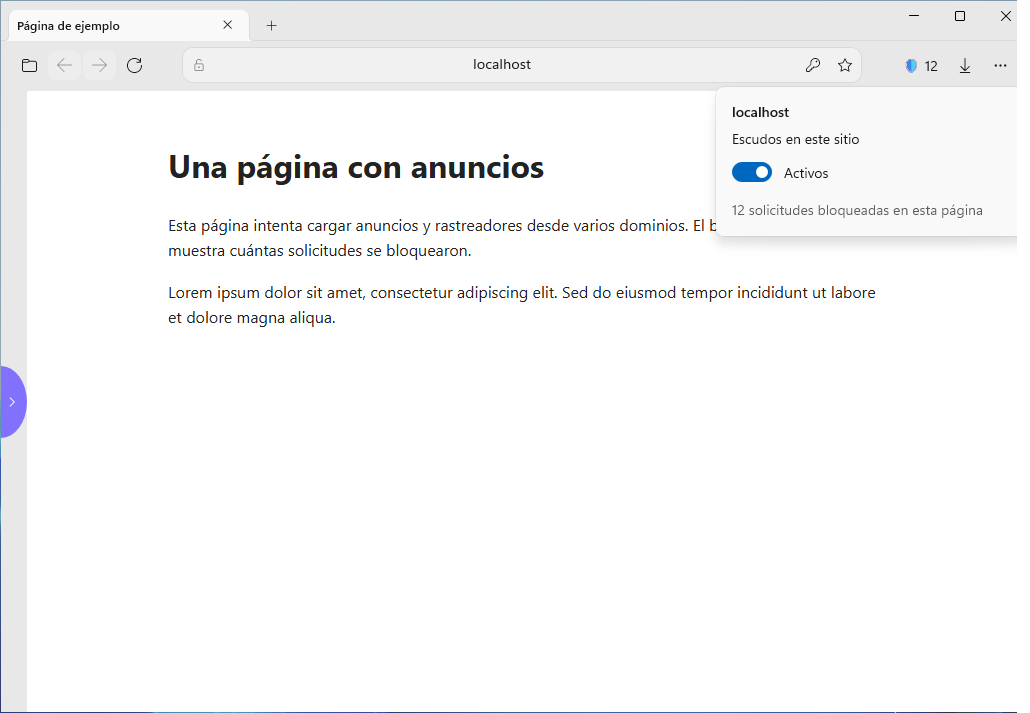 Página de ejemplo
localhost
12
localhost
Escudos en este sitio
Activos
12 solicitudes bloqueadas en esta página
Una página con anuncios
Esta página intenta cargar anuncios y rastreadores desde varios dominios. El
muestra cuántas solicitudes se bloquearon.
Lorem ipsum dolor sit amet, consectetur adipiscing elit. Sed do eiusmod tempor incididunt ut labore
et dolore magna aliqua.